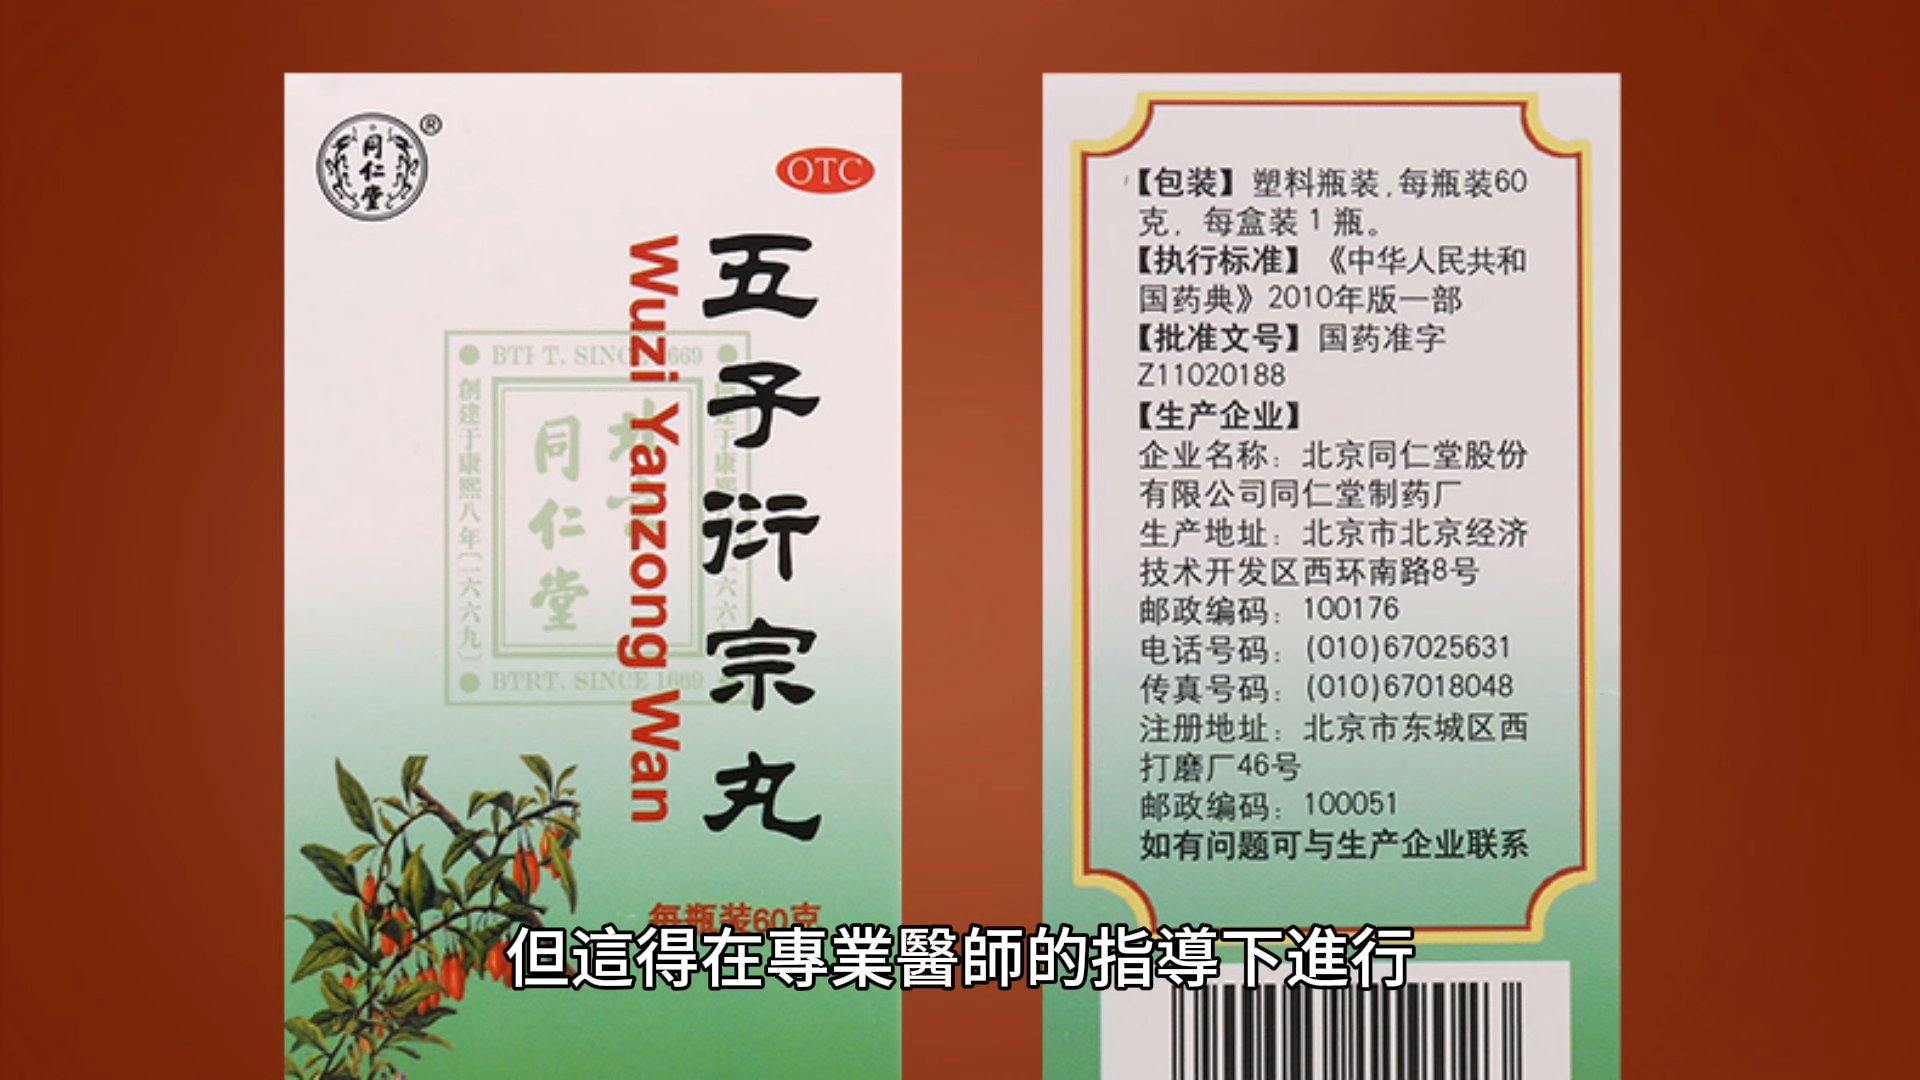 同仁堂
®
OTC
五子衍宗丸
Wuzi Yanzong Wan
SINCE 1669
創建于康熙八年〔一六六九〕
同仁堂
BTRT. SINCE 1669
每瓶装60克
【包装】塑料瓶装,每瓶装60
克，每盒装1瓶。
【执行标准】《中华人民共和
国药典》2010年版一部
【批准文号】国药准字
Z11020188
【生产企业】
企业名称：北京同仁堂股份
有限公司同仁堂制药厂
生产地址：北京市北京经济
技术开发区西环南路8号
邮政编码：100176
电话号码：(010)67025631
传真号码：(010)67018048
注册地址：北京市东城区西
打磨厂46号
邮政编码：100051
如有问题可与生产企业联系
但這得在專業醫師的指導下進行